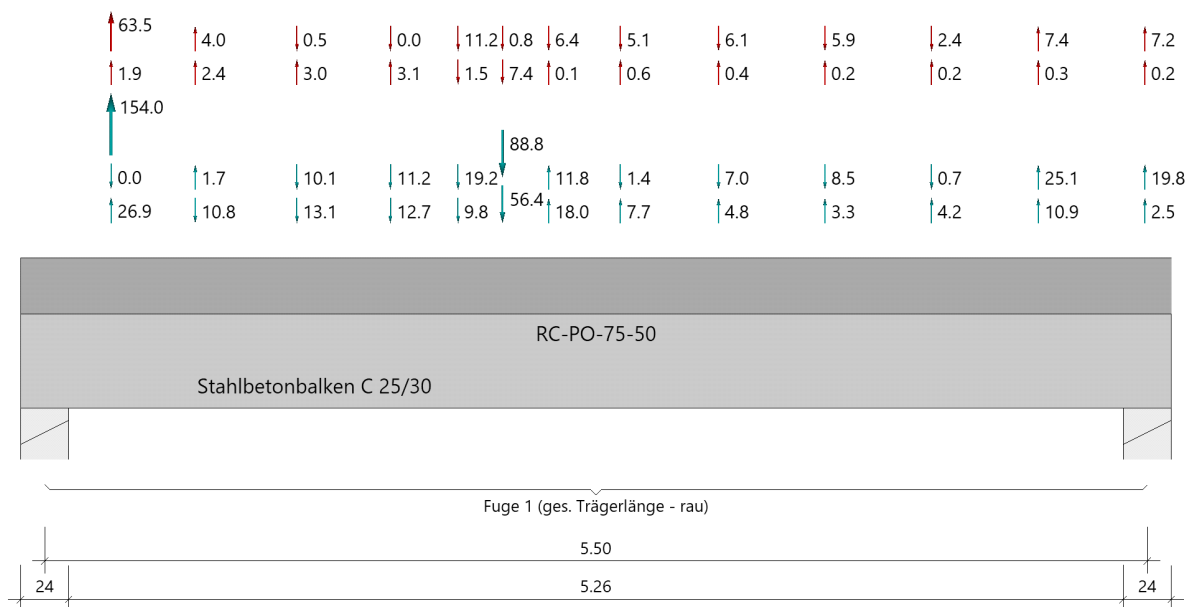 63.5 4.0 0.5 0.0 11.2 0.8 6.4 5.1 6.1 5.9 2.4 7.4 7.2
1.9 2.4 3.0 3.1 1.5 7.4 0.1 0.6 0.4 0.2 0.2 0.3 0.2
154.0
88.8
0.0 1.7 10.1 11.2 19.2 11.8 1.4 7.0 8.5 0.7 25.1 19.8
26.9 10.8 13.1 12.7 9.8 56.4 18.0 7.7 4.8 3.3 4.2 10.9 2.5
RC-PO-75-50
Stahlbetonbalken C 25/30
Fuge 1 (ges. Trägerlänge - rau)
5.50
24 5.26 24